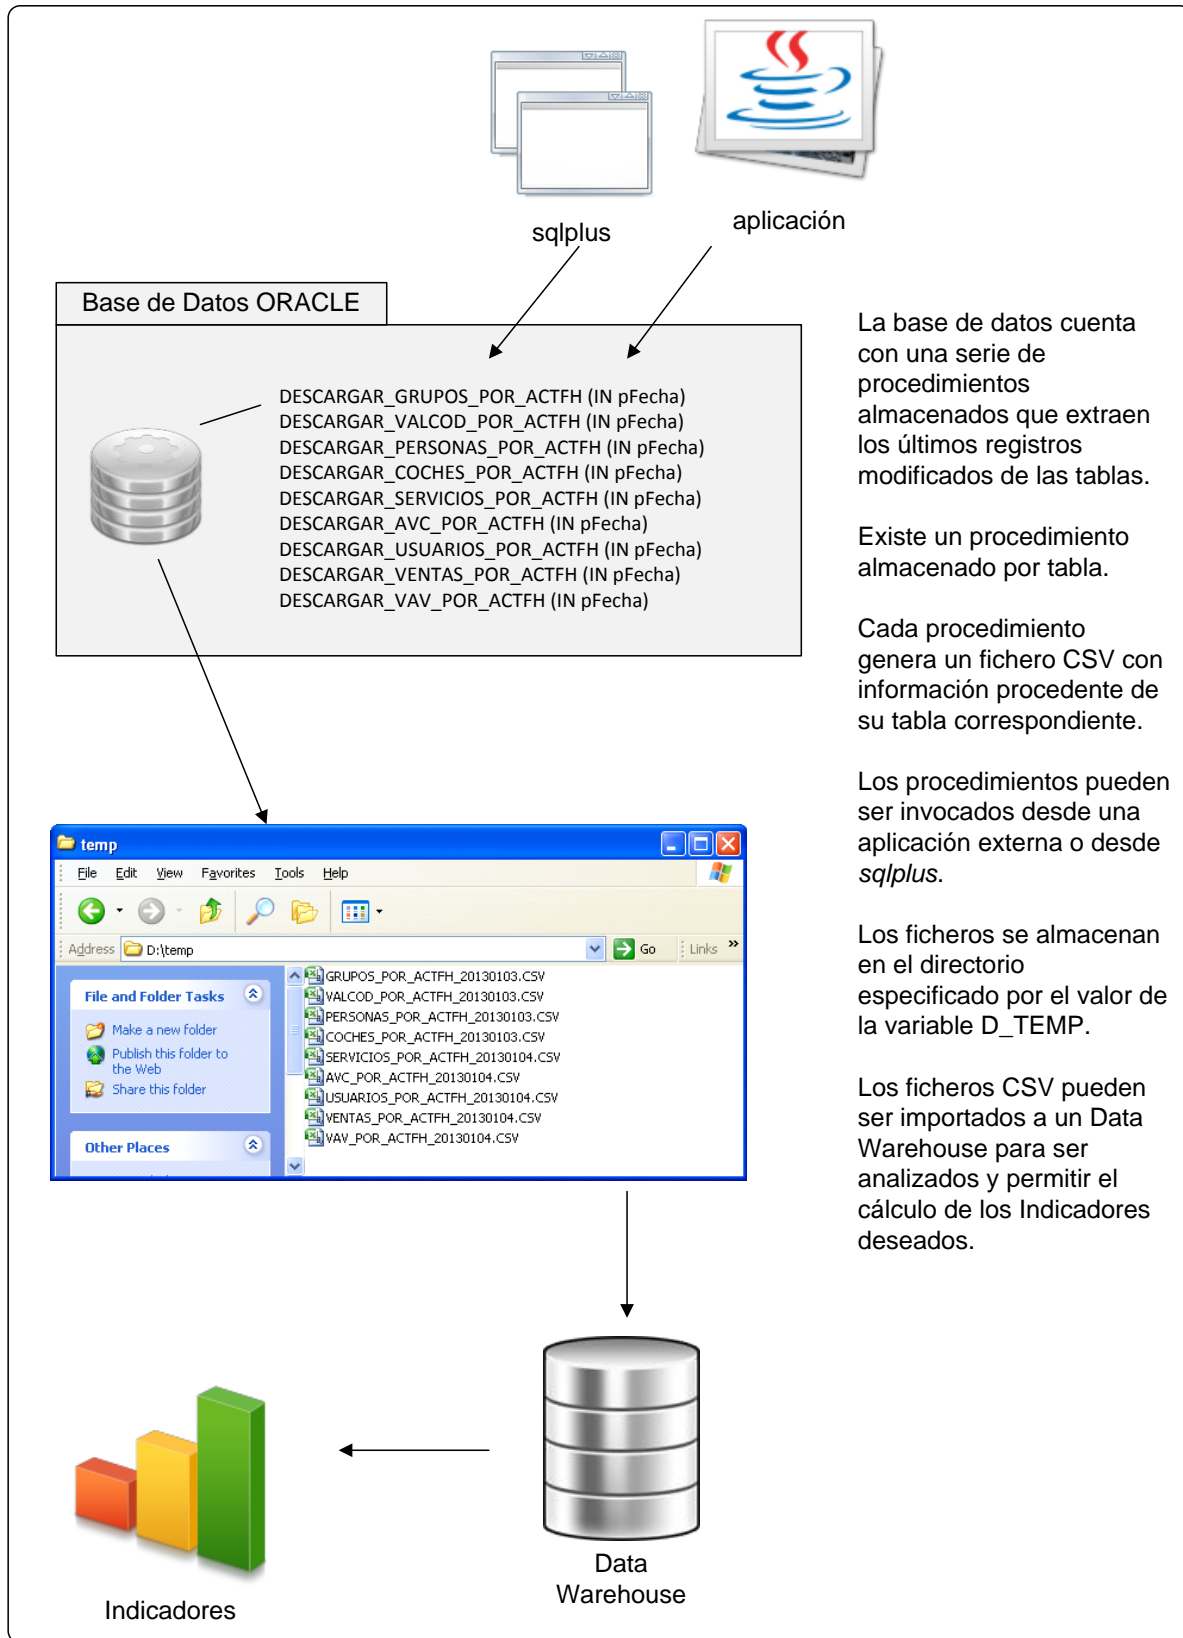 sqlplus
aplicación
Base de Datos ORACLE
DESCARGAR_GRUPOS_POR_ACTFH (IN pFecha)
DESCARGAR_VALCOD_POR_ACTFH (IN pFecha)
DESCARGAR_PERSONAS_POR_ACTFH (IN pFecha)
DESCARGAR_COCHES_POR_ACTFH (IN pFecha)
DESCARGAR_SERVICIOS_POR_ACTFH (IN pFecha)
DESCARGAR_AVC_POR_ACTFH (IN pFecha)
DESCARGAR_USUARIOS_POR_ACTFH (IN pFecha)
DESCARGAR_VENTAS_POR_ACTFH (IN pFecha)
DESCARGAR_VAV_POR_ACTFH (IN pFecha)
La base de datos cuenta
con una serie de
procedimientos
almacenados que extraen
los últimos registros
modificados de las tablas.
Existe un procedimiento
almacenado por tabla.
Cada procedimiento
genera un fichero CSV con
información procedente de
su tabla correspondiente.
Los procedimientos pueden
ser invocados desde una
aplicación externa o desde
sqlplus.
Los ficheros se almacenan
en el directorio
especificado por el valor de
la variable D_TEMP.
Los ficheros CSV pueden
ser importados a un Data
Warehouse para ser
analizados y permitir el
cálculo de los Indicadores
deseados.
temp
File Edit View Favorites Tools Help
Address D:\temp Go Links »
File and Folder Tasks
Make a new folder
Publish this folder to
the Web
Share this folder
Other Places
GRUPOS_POR_ACTFH_20130103.CSV
VALCOD_POR_ACTFH_20130103.CSV
PERSONAS_POR_ACTFH_20130103.CSV
COCHES_POR_ACTFH_20130103.CSV
SERVICIOS_POR_ACTFH_20130104.CSV
AVC_POR_ACTFH_20130104.CSV
USUARIOS_POR_ACTFH_20130104.CSV
VENTAS_POR_ACTFH_20130104.CSV
VAV_POR_ACTFH_20130104.CSV
Data
Warehouse
Indicadores